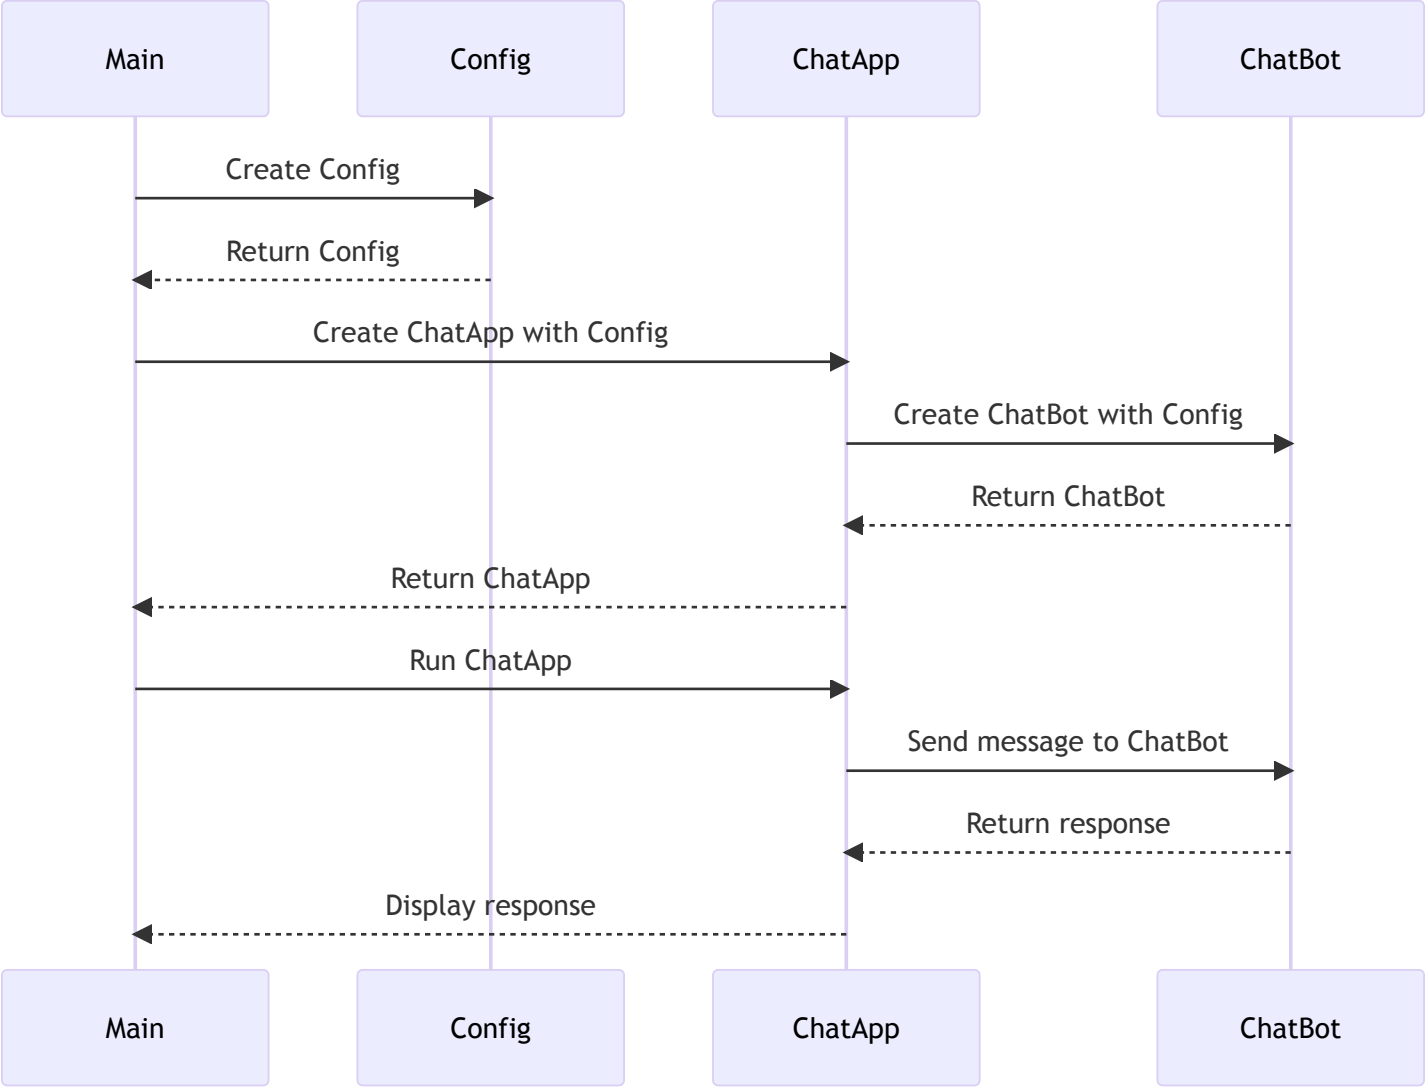 Main
Config
ChatApp
ChatBot
Create Config
Return Config
Create ChatApp with Config
Create ChatBot with Config
Return ChatBot
Return ChatApp
Run ChatApp
Send message to ChatBot
Return response
Display response
Main
Config
ChatApp
ChatBot